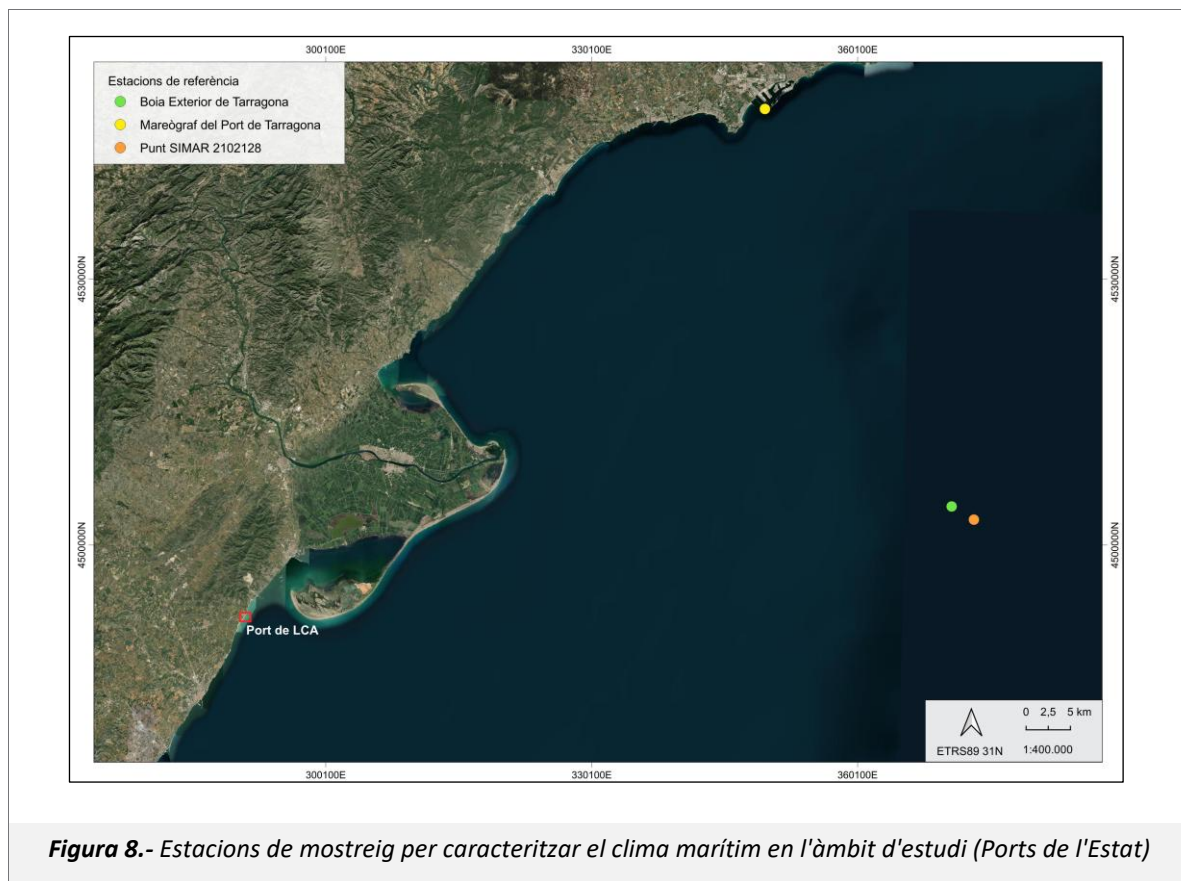 300100E
330100E
360100E
Estacions de referència
Boia Exterior de Tarragona
Mareògraf del Port de Tarragona
Punt SIMAR 2102128
4530000N
4530000N
4500000N
4500000N
Port de LCA
0 2,5 5 km
ETRS89 31N
1:400.000
300100E
330100E
360100E
Figura 8.- Estacions de mostreig per caracteritzar el clima marítim en l'àmbit d'estudi (Ports de l'Estat)